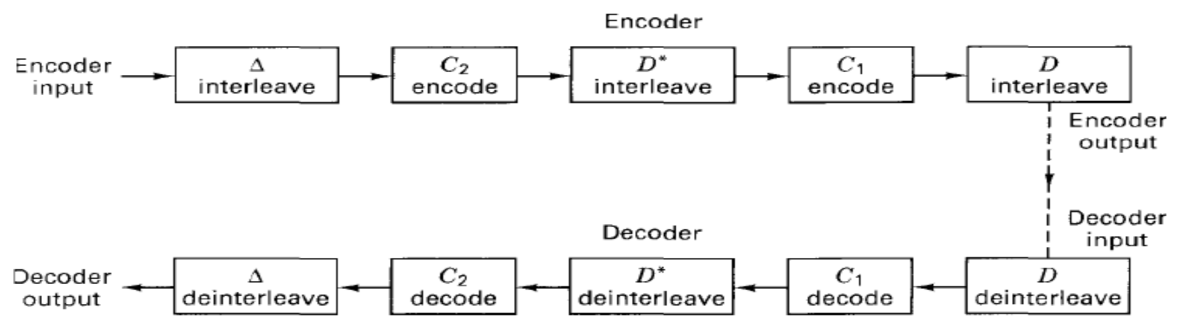 Encoder
Encoder
input
Δ
interleave
C₂
encode
D*
interleave
C₁
encode
D
interleave
Encoder
output
Decoder
input
Decoder
Decoder
output
Δ
deinterleave
C₂
decode
D*
deinterleave
C₁
decode
D
deinterleave